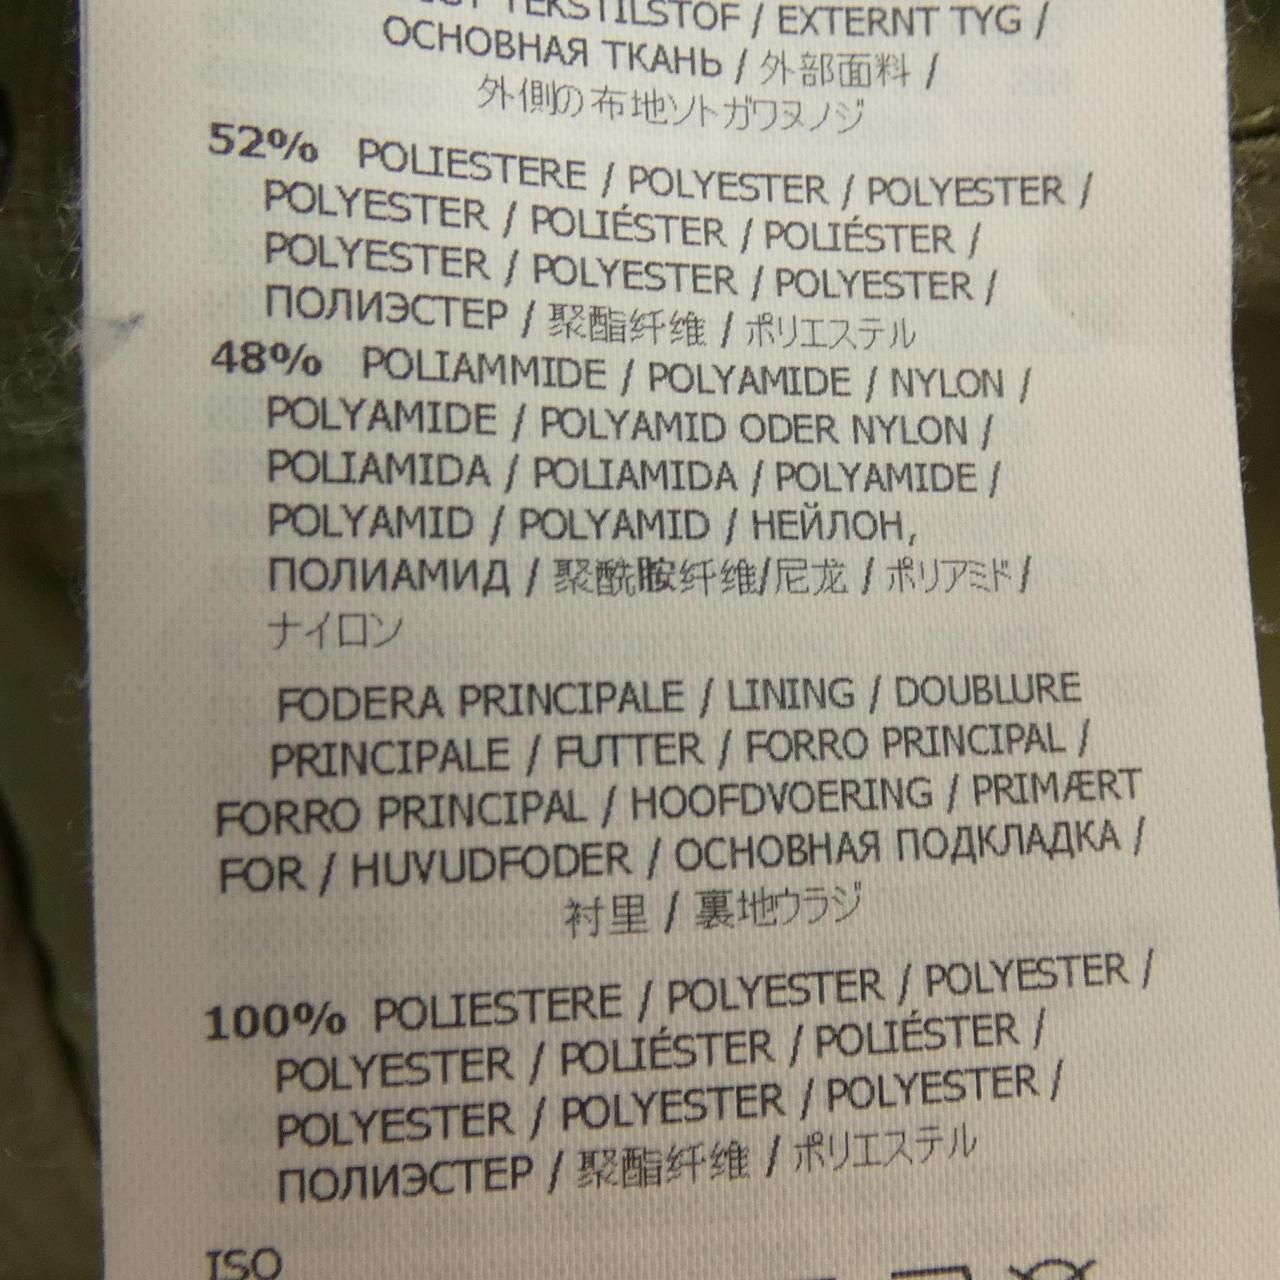 TEKSTILSTOF / EXTERNT TYG /
ОСНОВНАЯ ТКАНЬ / 外部面料 /
外側の布地ソトガワヌノジ
52% POLIESTERE / POLYESTER / POLYESTER /
POLYESTER / POLIÉSTER / POLIÉSTER /
POLYESTER / POLYESTER / POLYESTER /
ПОЛИЭСТЕР / 聚酯纤维 / ポリエステル
48% POLIAMMIDE / POLYAMIDE / NYLON /
POLYAMIDE / POLYAMID ODER NYLON /
POLIAMIDA / POLIAMIDA / POLYAMIDE /
POLYAMID / POLYAMID / НЕЙЛОН,
ПОЛИАМИД / 聚酰胺纤维/尼龙 / ポリアミド/
ナイロン
FODERA PRINCIPALE / LINING / DOUBLURE
PRINCIPALE / FUTTER / FORRO PRINCIPAL /
FORRO PRINCIPAL / HOOFDVOERING / PRIMÆRT
FOR / HUVUDFODER / ОСНОВНАЯ ПОДКЛАДКА /
衬里 / 裏地ウラジ
100% POLIESTERE / POLYESTER / POLYESTER /
POLYESTER / POLIÉSTER / POLIÉSTER /
POLYESTER / POLYESTER / POLYESTER /
ПОЛИЭСТЕР / 聚酯纤维 / ポリエステル
ISO